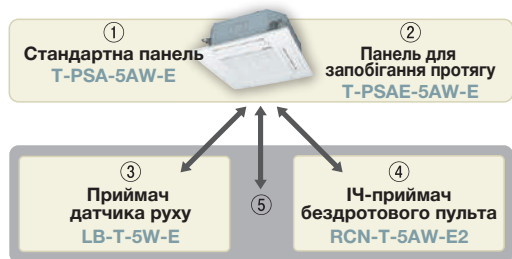 ①
Стандартна панель
T-PSA-5AW-E
②
Панель для
запобігання протягу
T-PSAE-5AW-E
③
Приймач
датчика руху
LB-T-5W-E
⑤
④
ІЧ-приймач
бездротового пульта
RCN-T-5AW-E2